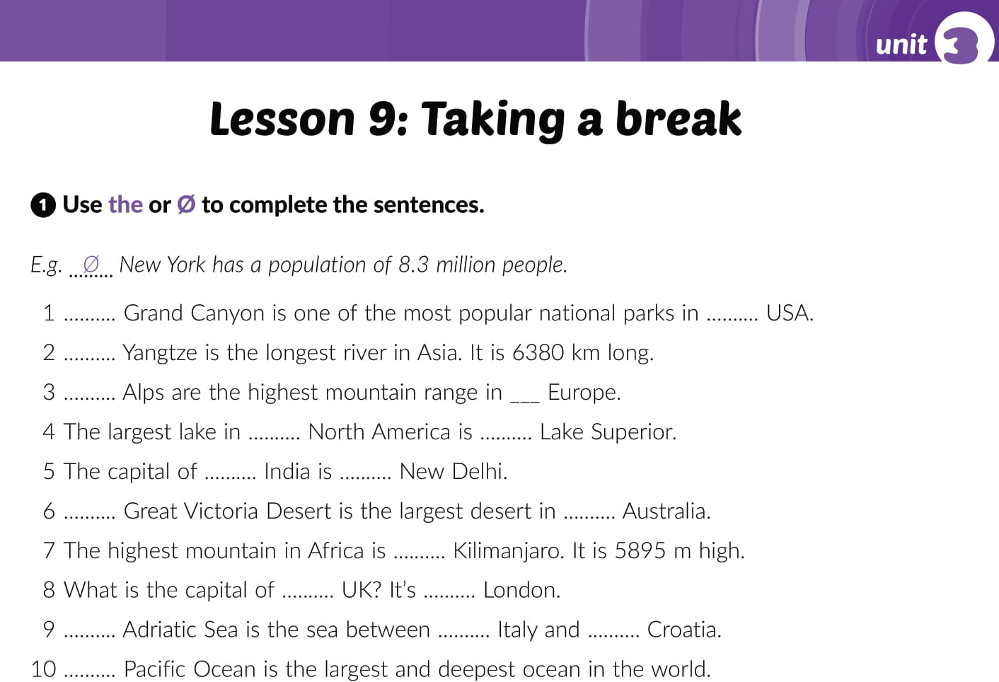 unit 3
Lesson 9: Taking a break
1 Use the or Ø to complete the sentences.
E.g. ...Ø... New York has a population of 8.3 million people.
1 .......... Grand Canyon is one of the most popular national parks in .......... USA.
2 .......... Yangtze is the longest river in Asia. It is 6380 km long.
3 .......... Alps are the highest mountain range in ___ Europe.
4 The largest lake in .......... North America is .......... Lake Superior.
5 The capital of .......... India is .......... New Delhi.
6 .......... Great Victoria Desert is the largest desert in .......... Australia.
7 The highest mountain in Africa is .......... Kilimanjaro. It is 5895 m high.
8 What is the capital of .......... UK? It’s .......... London.
9 .......... Adriatic Sea is the sea between .......... Italy and .......... Croatia.
10 .......... Pacific Ocean is the largest and deepest ocean in the world.